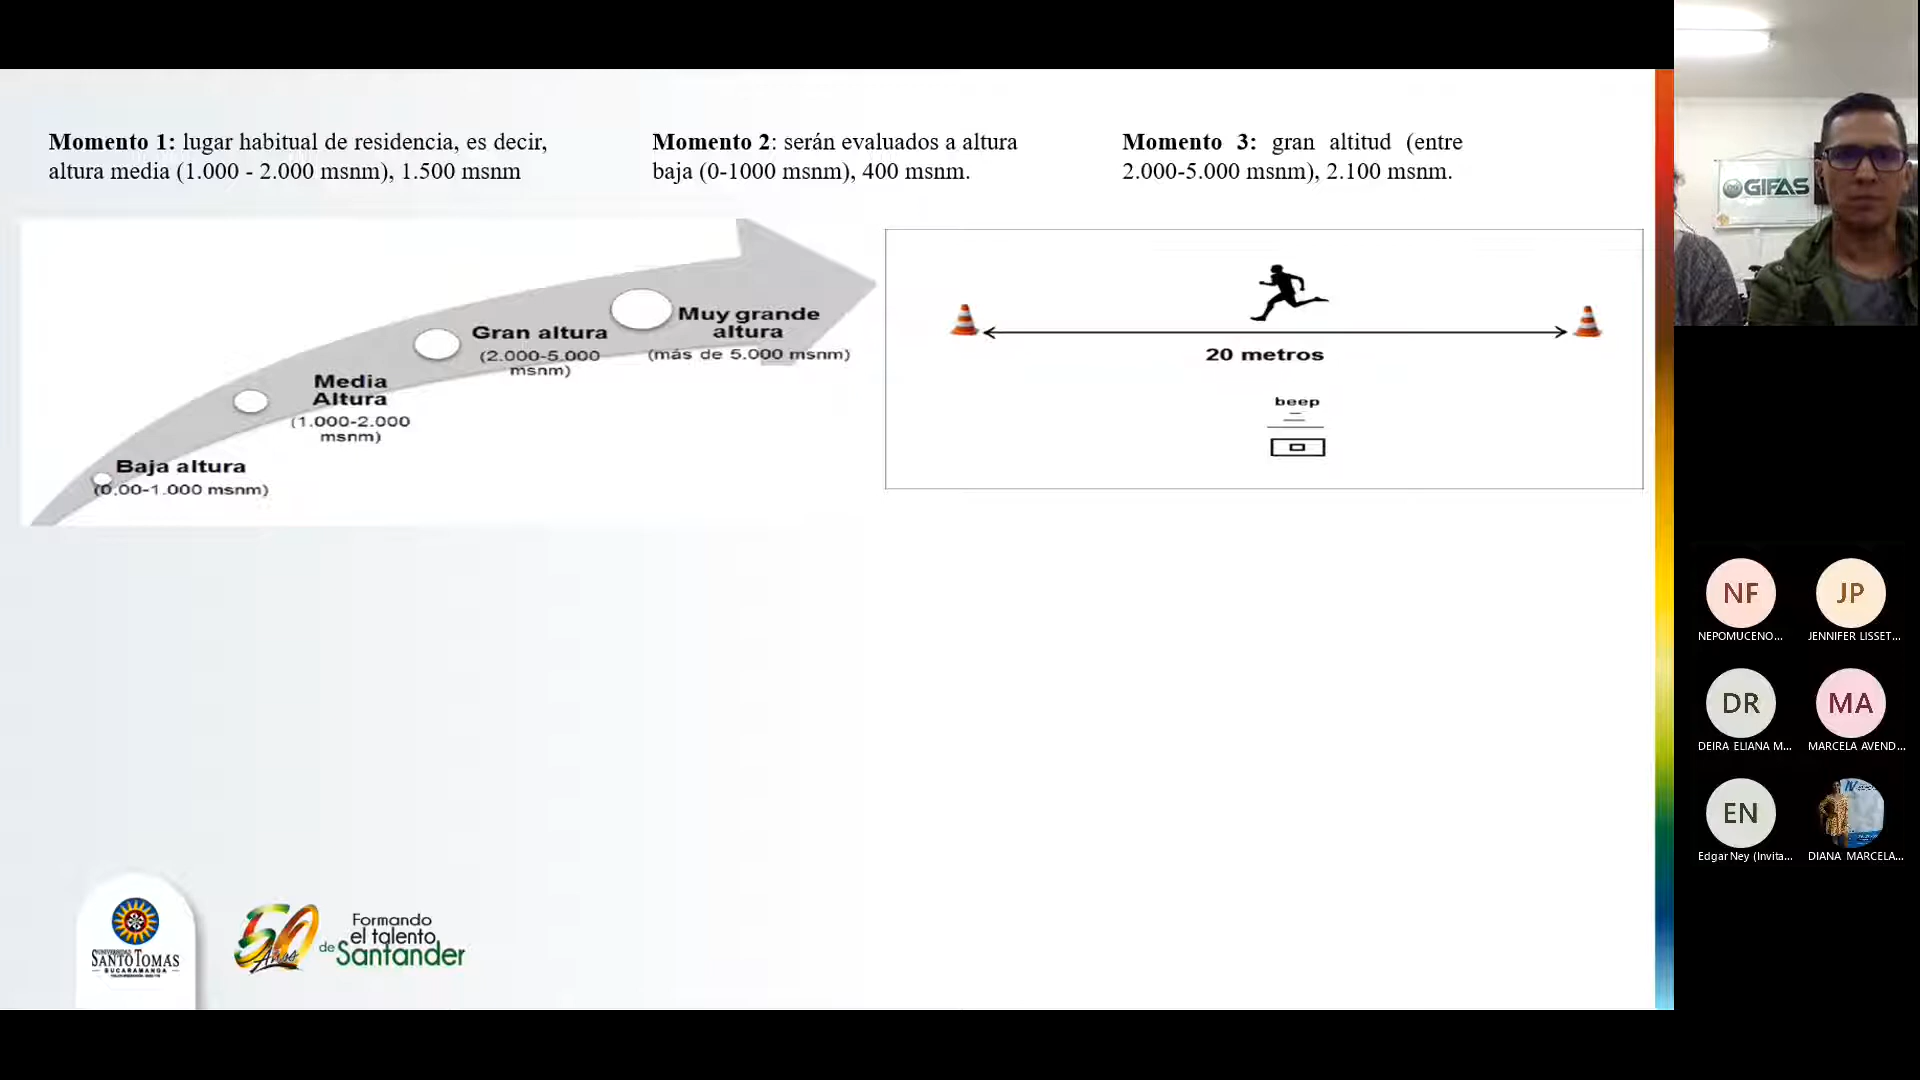 Momento 1: lugar habitual de residencia, es decir,
altura media (1.000 - 2.000 msnm), 1.500 msnm
Momento 2: serán evaluados a altura
baja (0-1000 msnm), 400 msnm.
Momento 3: gran altitud (entre
2.000-5.000 msnm), 2.100 msnm.
Muy grande
altura
(más de 5.000 msnm)
Gran altura
(2.000-5.000
msnm)
Media
Altura
(1.000-2.000
msnm)
Baja altura
(0,00-1.000 msnm)
20 metros
beep
GIFAS
NF
NEPOMUCENO...
JP
JENNIFER LISSET...
DR
DEIRA ELIANA M...
MA
MARCELA AVEND...
EN
Edgar Ney (Invita...
DIANA MARCELA...
UNIVERSIDAD
SANTO TOMAS
BUCARAMANGA
50
Años
Formando
el talento
de Santander